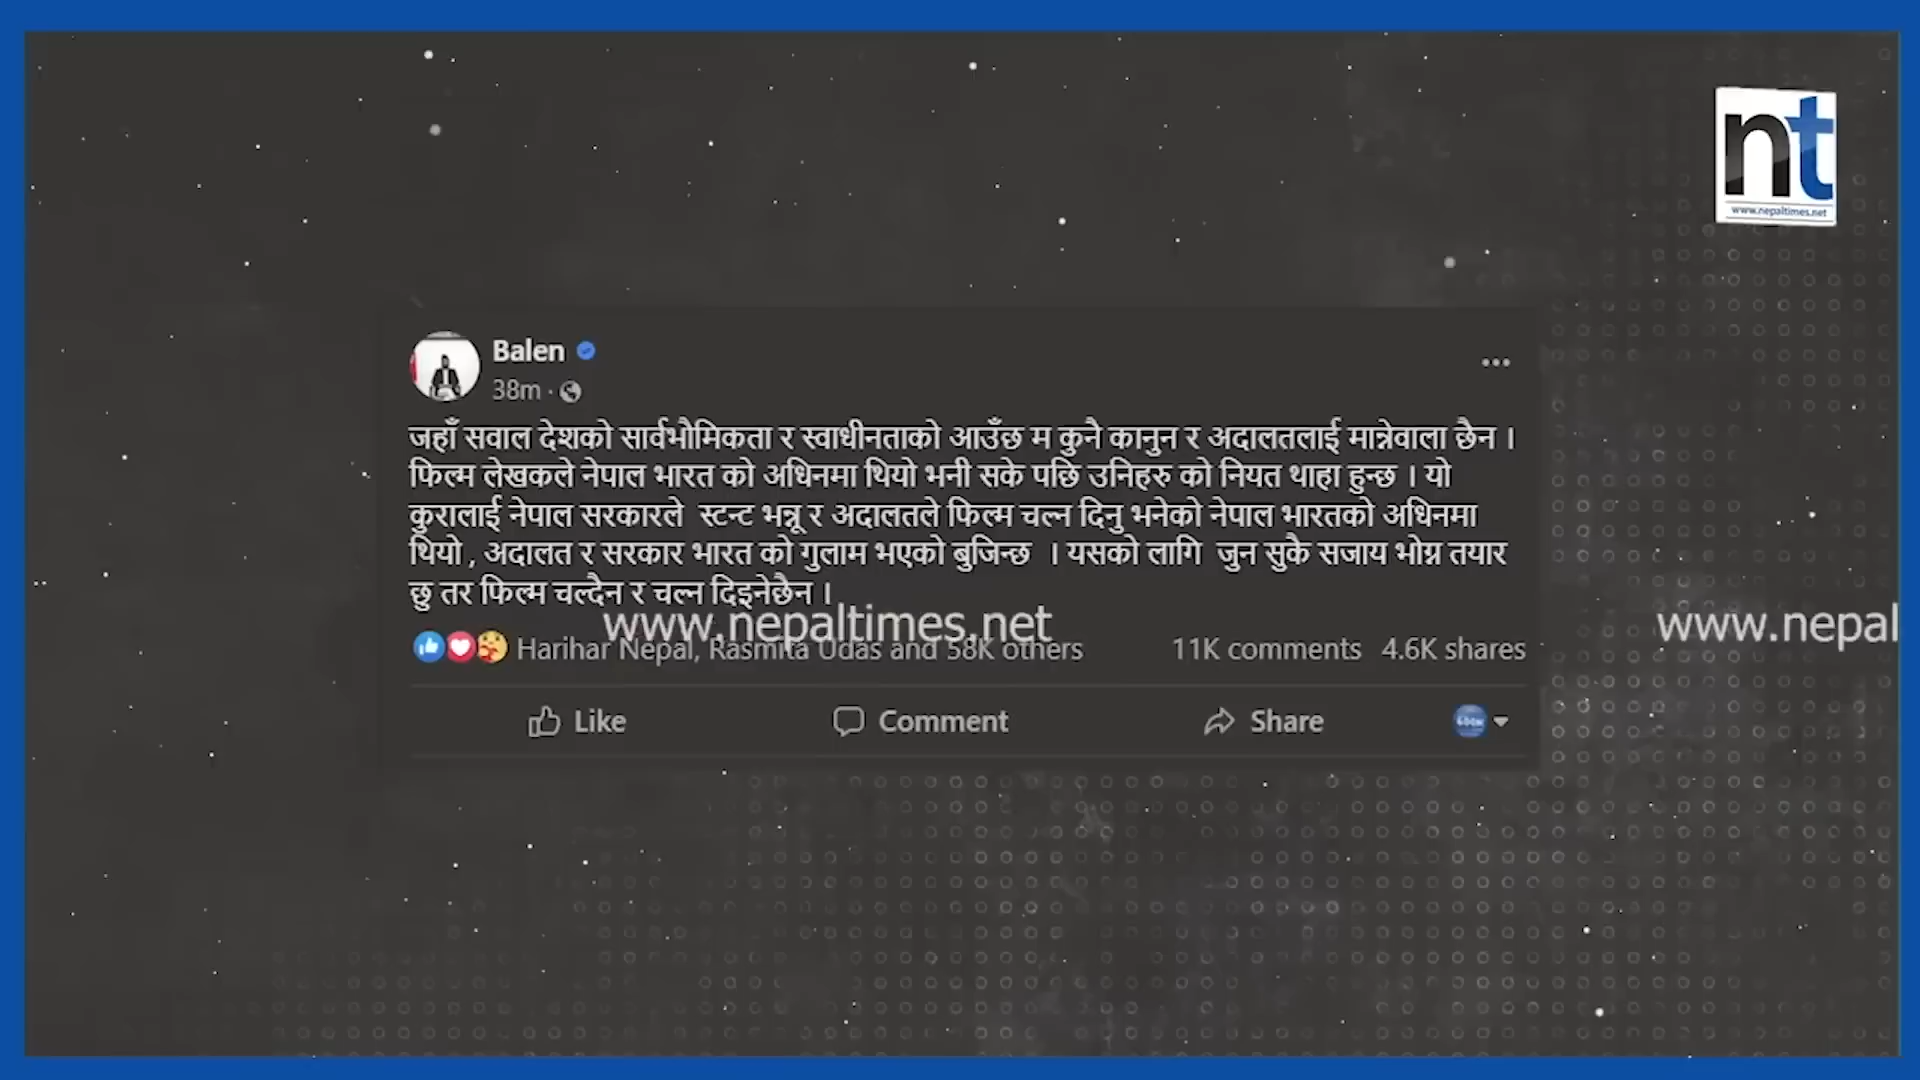 nt
www.nepaltimes.net
Balen
38m ·
जहाँ सवाल देशको सार्वभौमिकता र स्वाधीनताको आउँछ म कुनै कानुन र अदालतलाई मान्नेवाला छैन ।
फिल्म लेखकले नेपाल भारत को अधिनमा थियो भनी सके पछि उनिहरु को नियत थाहा हुन्छ । यो
कुरालाई नेपाल सरकारले स्टन्ट भन्नू र अदालतले फिल्म चल्न दिनु भनेको नेपाल भारतको अधिनमा
थियो , अदालत र सरकार भारत को गुलाम भएको बुजिन्छ । यसको लागि जुन सुकै सजाय भोग्न तयार
छु तर फिल्म चल्दैन र चल्न दिइनेछैन ।
www.nepaltimes.net
www.nepal
Harihar Nepal, Rasmita Udas and 58K others 11K comments 4.6K shares
Like Comment Share